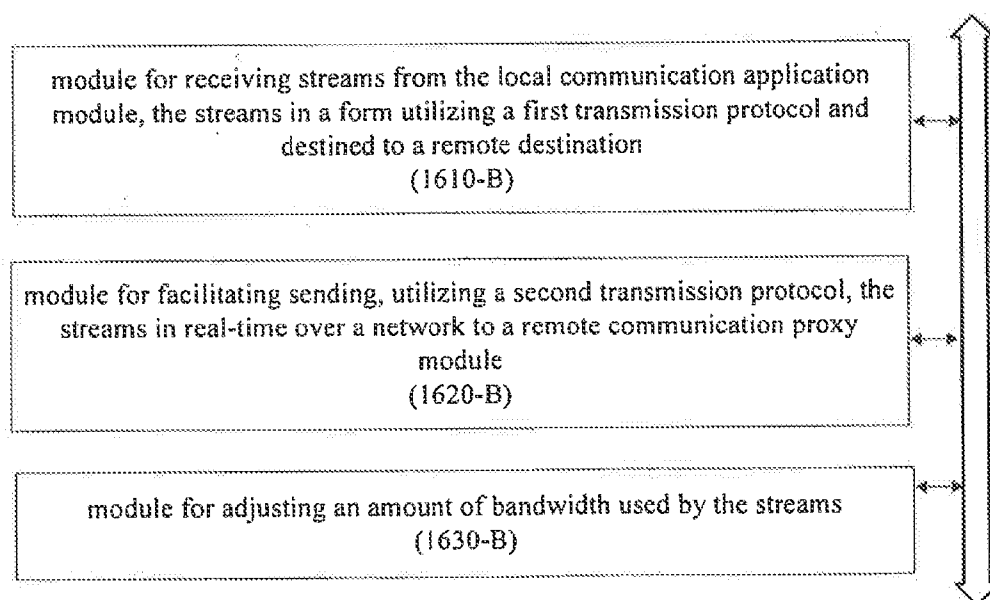 module for receiving streams from the local communication application
module, the streams in a form utilizing a first transmission protocol and
destined to a remote destination
(1610-B)
module for facilitating sending, utilizing a second transmission protocol, the
streams in real-time over a network to a remote communication proxy
module
(1620-B)
module for adjusting an amount of bandwidth used by the streams
(1630-B)